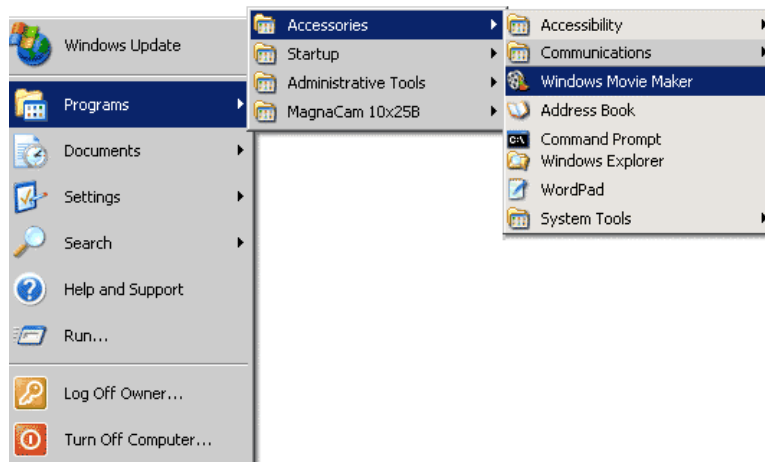 Windows Update
Programs
Documents
Settings
Search
Help and Support
Run...
Log Off Owner...
Turn Off Computer...
Accessories
Startup
Administrative Tools
MagnaCam 10x25B
Accessibility
Communications
Windows Movie Maker
Address Book
C:\
Command Prompt
Windows Explorer
WordPad
System Tools